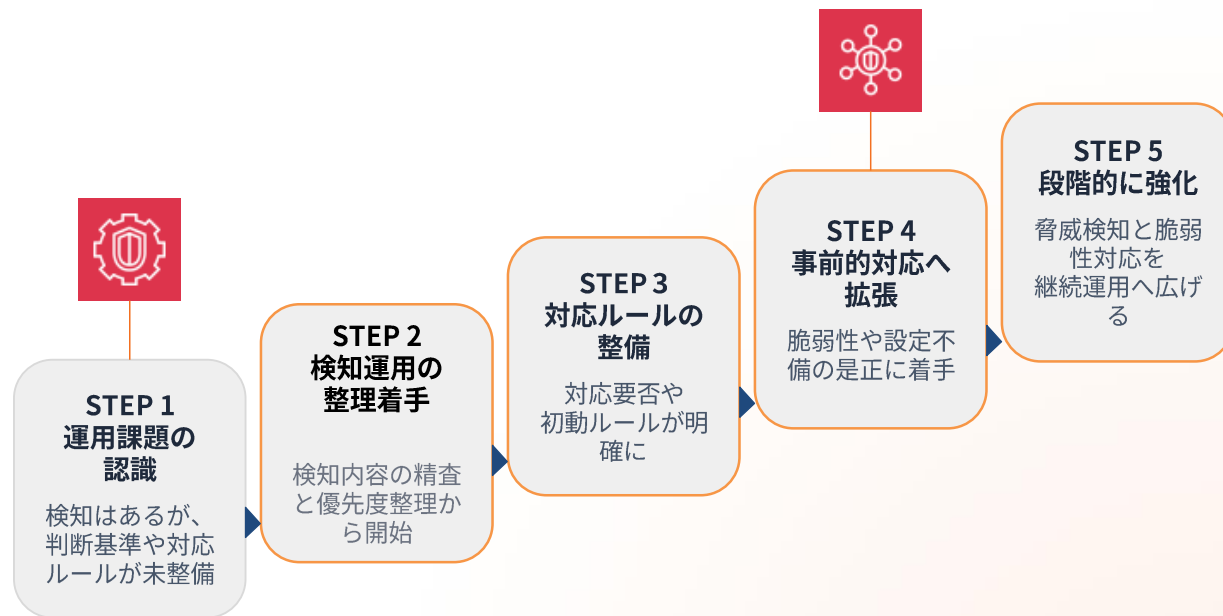 STEP 1
運用課題の
認識
検知はあるが、
判断基準や対応
ルールが未整備
STEP 2
検知運用の
整理着手
検知内容の精査
と優先度整理か
ら開始
STEP 3
対応ルールの
整備
対応要否や
初動ルールが明
確に
STEP 4
事前的対応へ
拡張
脆弱性や設定不
備の是正に着手
STEP 5
段階的に強化
脅威検知と脆弱
性対応を
継続運用へ広げ
る